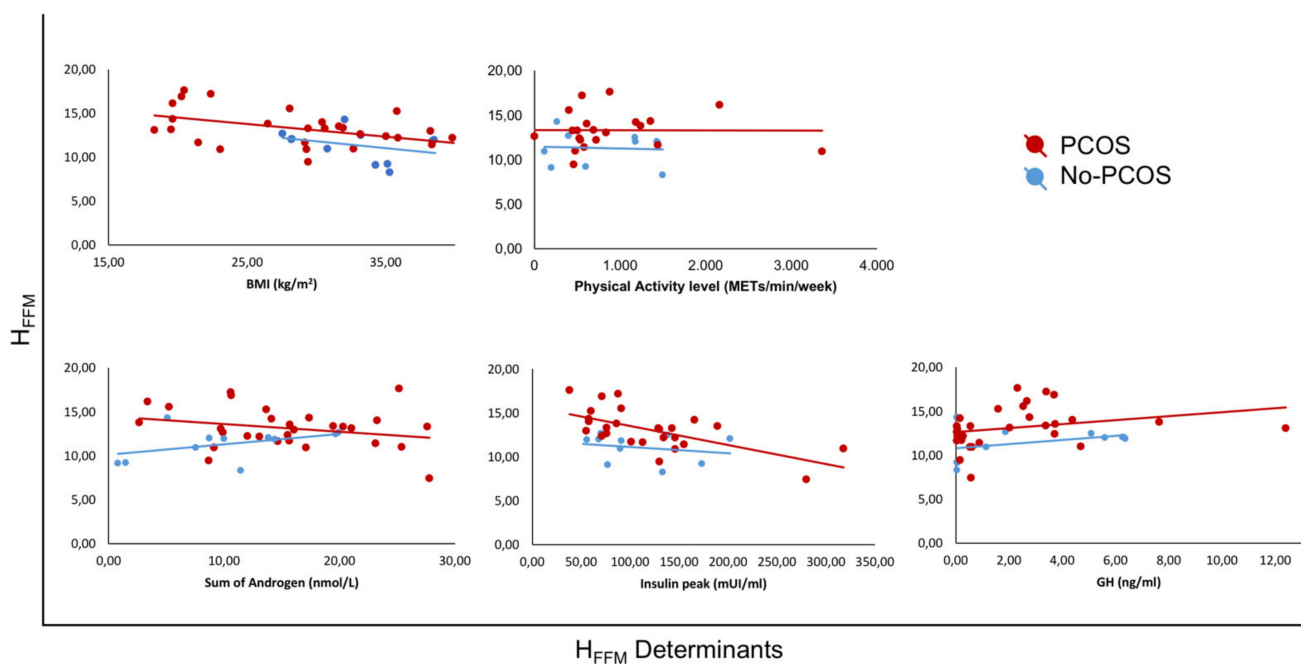 20,00
15,00
10,00
5,00
0,00
15,00 25,00 35,00
BMI (kg/m²)
20,00
15,00
10,00
5,00
0,00
0 1.000 2.000 3.000 4.000
Physical Activity level (METs/min/week)
PCOS
No-PCOS
H_FFM
20,00
15,00
10,00
5,00
0,00
0,00 10,00 20,00 30,00
Sum of Androgen (nmol/L)
20,00
15,00
10,00
5,00
0,00
0,00 50,00 100,00 150,00 200,00 250,00 300,00 350,00
Insulin peak (mUI/ml)
20,00
15,00
10,00
5,00
0,00
0,00 2,00 4,00 6,00 8,00 10,00 12,00
GH (ng/ml)
H_FFM Determinants